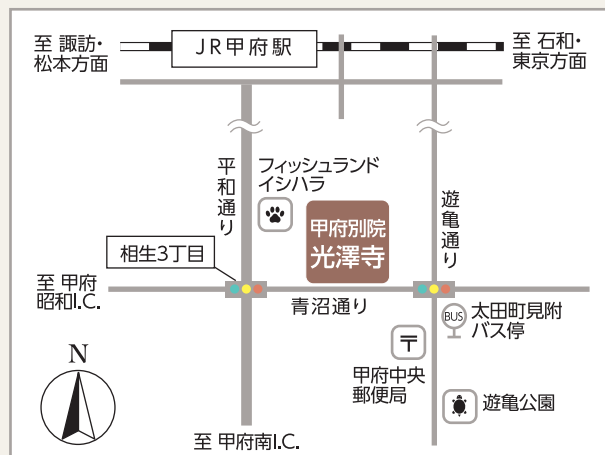 至 諏訪・
松本方面
JR甲府駅
至 石和・
東京方面
平和通り
フィッシュランド
イシハラ
甲府別院
光澤寺
遊亀通り
相生3丁目
至 甲府
昭和I.C.
青沼通り
BUS
太田町見附
バス停
〒
甲府中央
郵便局
遊亀公園
N
至 甲府南I.C.